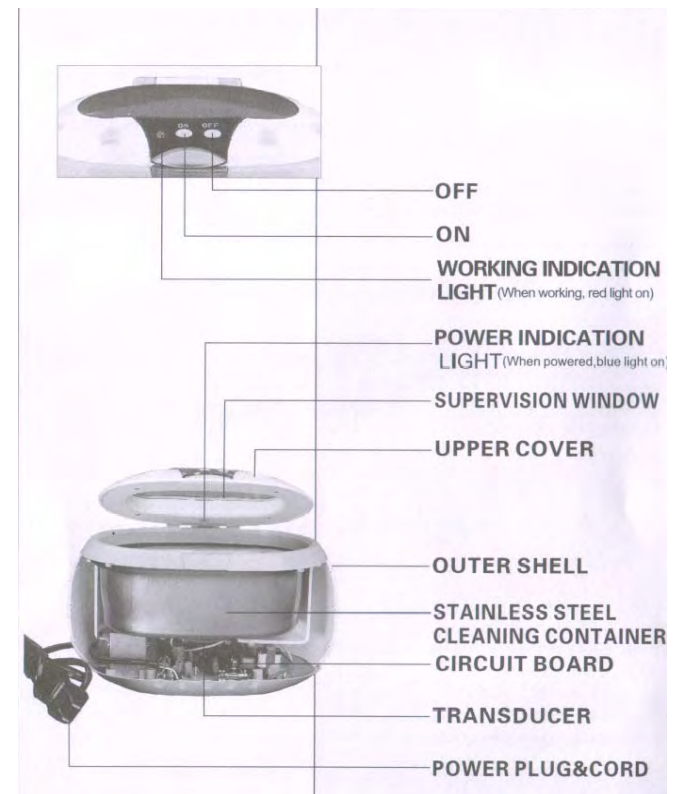 ON OFF
OFF
ON
WORKING INDICATION
LIGHT (When working, red light on)
POWER INDICATION
LIGHT (When powered,blue light on)
SUPERVISION WINDOW
UPPER COVER
OUTER SHELL
STAINLESS STEEL
CLEANING CONTAINER
CIRCUIT BOARD
TRANSDUCER
POWER PLUG&CORD